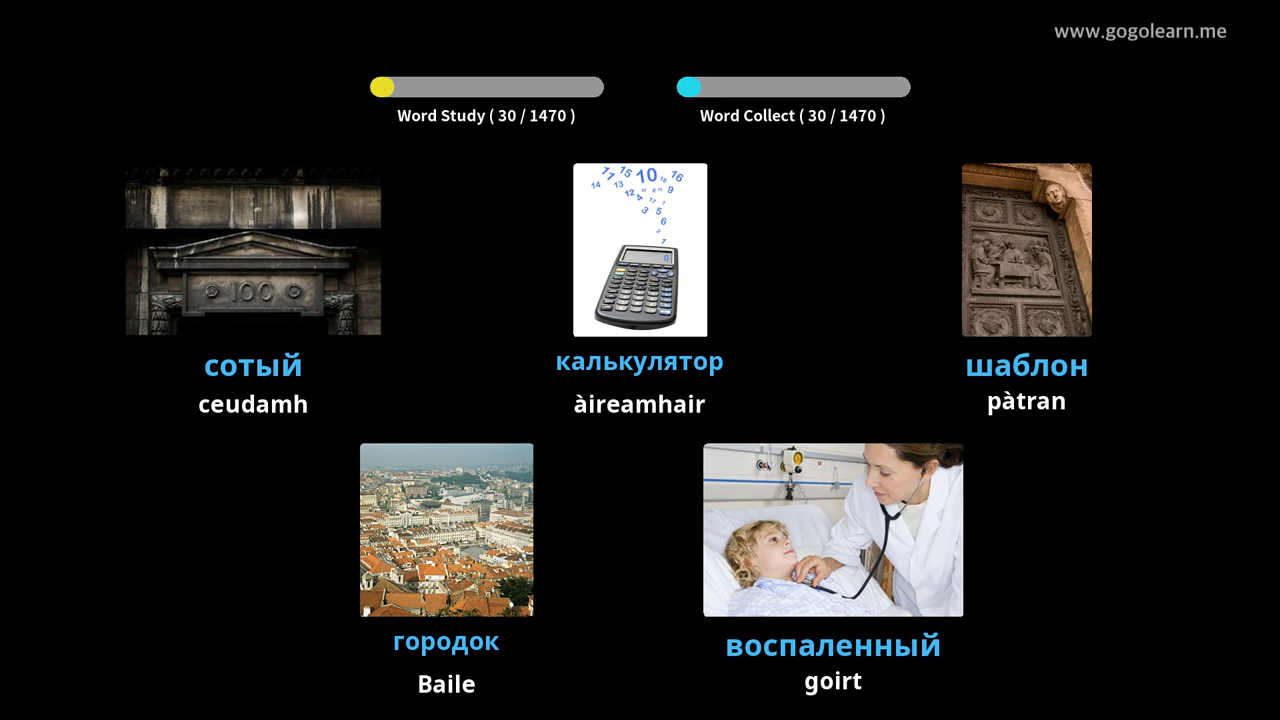 www.gogolearn.me
Word Study ( 30 / 1470 )
Word Collect ( 30 / 1470 )
100
сотый
ceudamh
калькулятор
àireamhair
шаблон
pàtran
городок
Baile
воспаленный
goirt